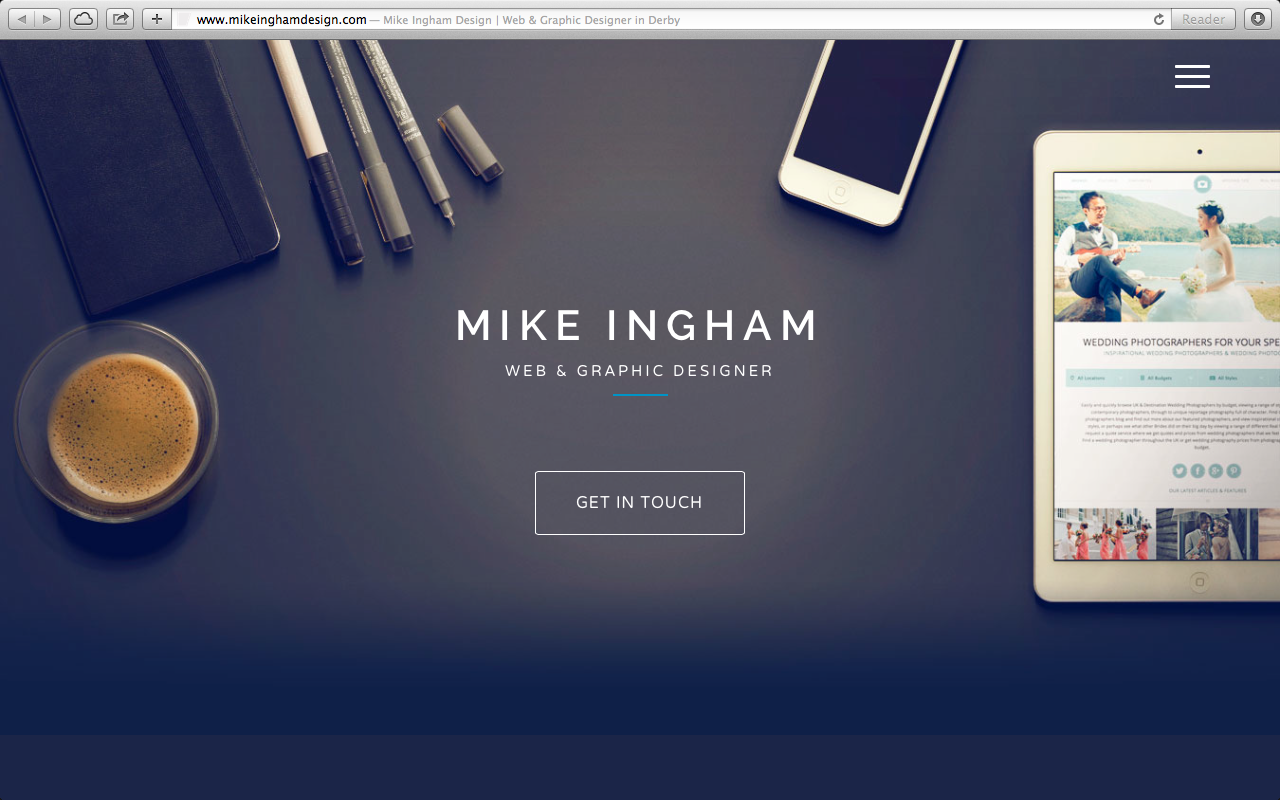 www.mikeinghamdesign.com — Mike Ingham Design | Web & Graphic Designer in Derby
Reader
MIKE INGHAM
WEB & GRAPHIC DESIGNER
GET IN TOUCH
WEDDING PHOTOGRAPHERS FOR YOUR SPE
INSPIRATIONAL WEDDING PHOTOGRAPHERS & WEDDING PHOTO
All Locations
All Budgets
All Styles
OUR LATEST ARTICLES & FEATURED